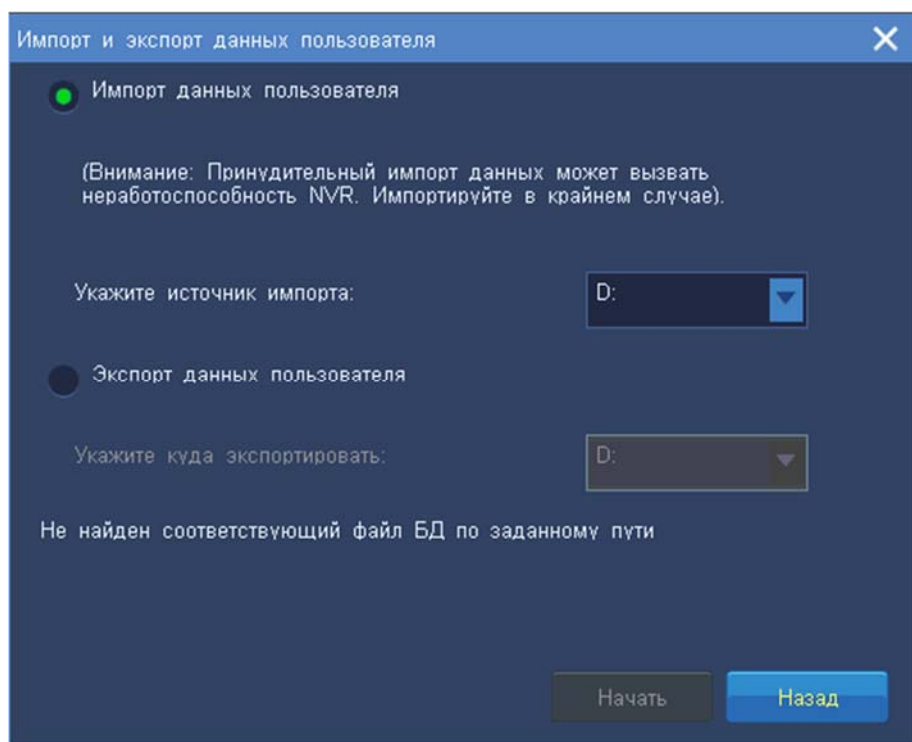 Импорт и экспорт данных пользователя
Импорт данных пользователя
(Внимание: Принудительный импорт данных может вызвать
неработоспособность NVR. Импортируйте в крайнем случае).
Укажите источник импорта: D:
Экспорт данных пользователя
Укажите куда экспортировать: D:
Не найден соответствующий файл БД по заданному пути
Начать Назад